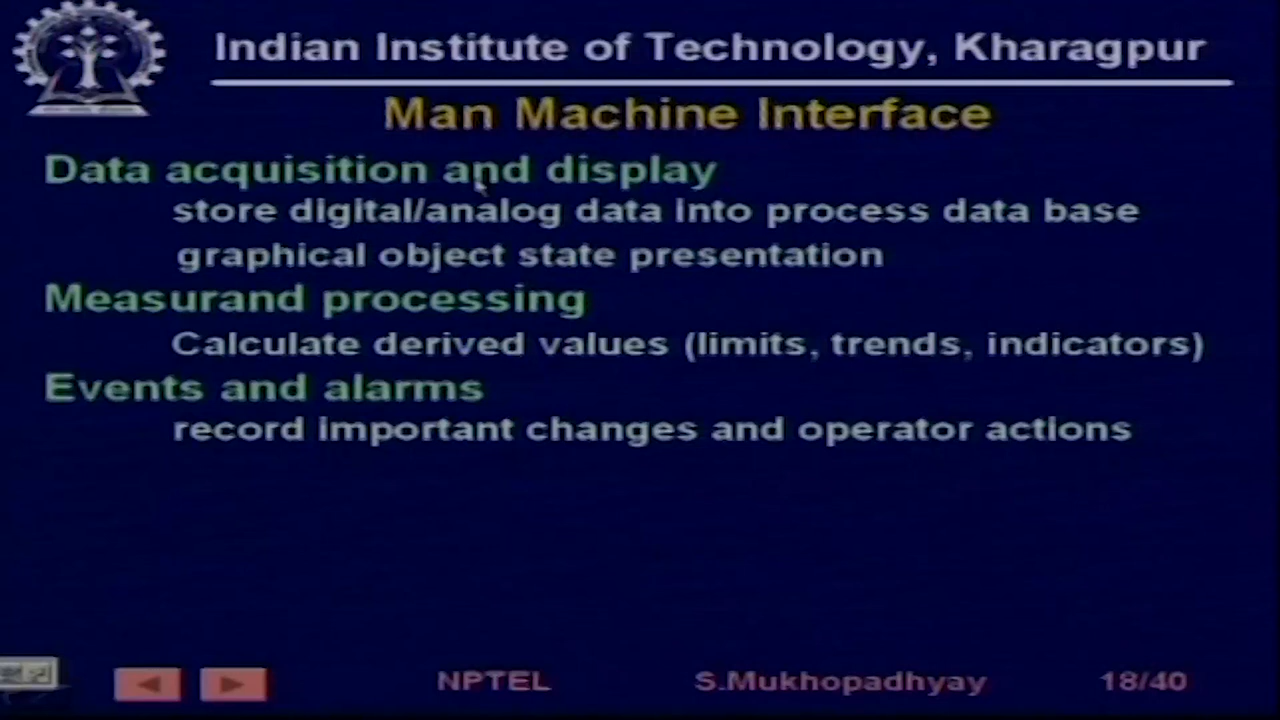 Indian Institute of Technology, Kharagpur
Man Machine Interface
Data acquisition and display
store digital/analog data into process data base
graphical object state presentation
Measurand processing
Calculate derived values (limits, trends, indicators)
Events and alarms
record important changes and operator actions
NPTEL S.Mukhopadhyay 18/40